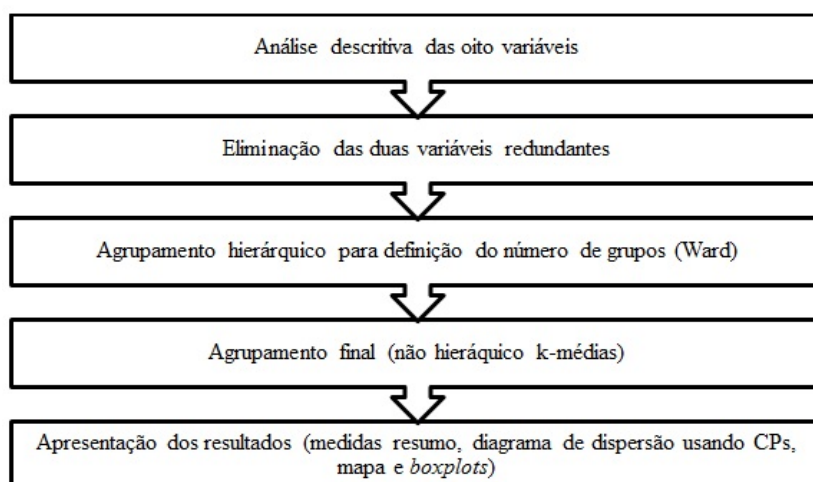 Análise descritiva das oito variáveis
Eliminação das duas variáveis redundantes
Agrupamento hierárquico para definição do número de grupos (Ward)
Agrupamento final (não hieráquico k-médias)
Apresentação dos resultados (medidas resumo, diagrama de dispersão usando CPs,
mapa e boxplots)